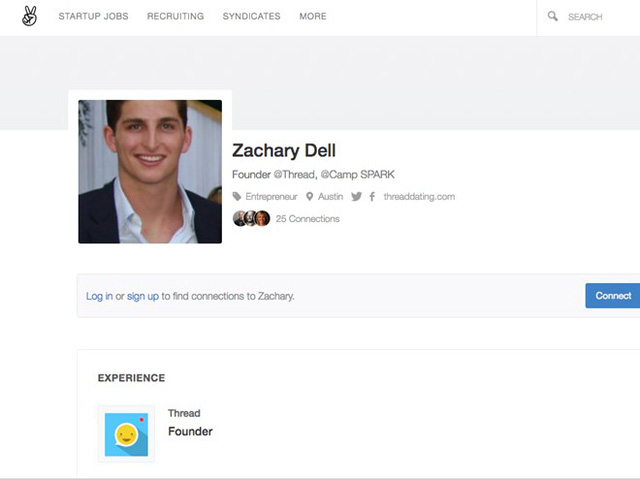 STARTUP JOBS RECRUITING SYNDICATES MORE SEARCH
Zachary Dell
Founder @Thread, @Camp SPARK
Entrepreneur Austin threaddating.com
25 Connections
Log in or sign up to find connections to Zachary. Connect
EXPERIENCE
Thread
Founder